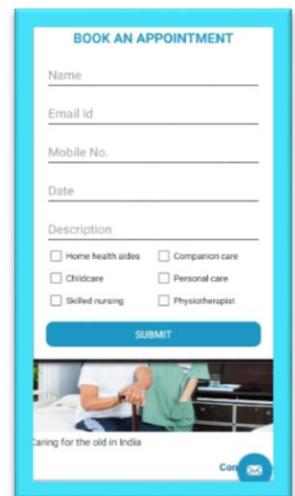 BOOK AN APPOINTMENT
Name
Email Id
Mobile No.
Date
Description
Home health aides
Companion care
Childcare
Personal care
Skilled nursing
Physiotherapist
SUBMIT
Caring for the old in India